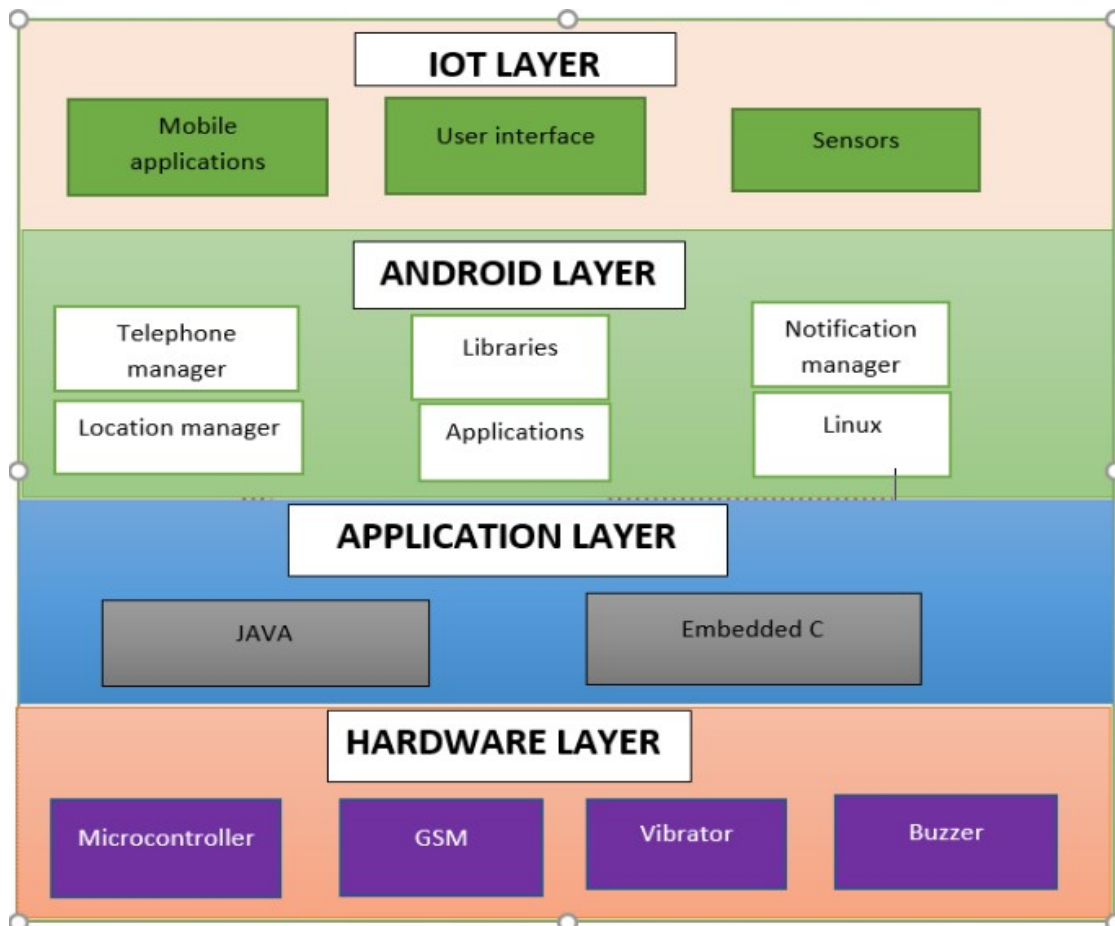 IOT LAYER
Mobile
applications
User interface
Sensors
ANDROID LAYER
Telephone
manager
Libraries
Notification
manager
Location manager
Applications
Linux
APPLICATION LAYER
JAVA
Embedded C
HARDWARE LAYER
Microcontroller
GSM
Vibrator
Buzzer